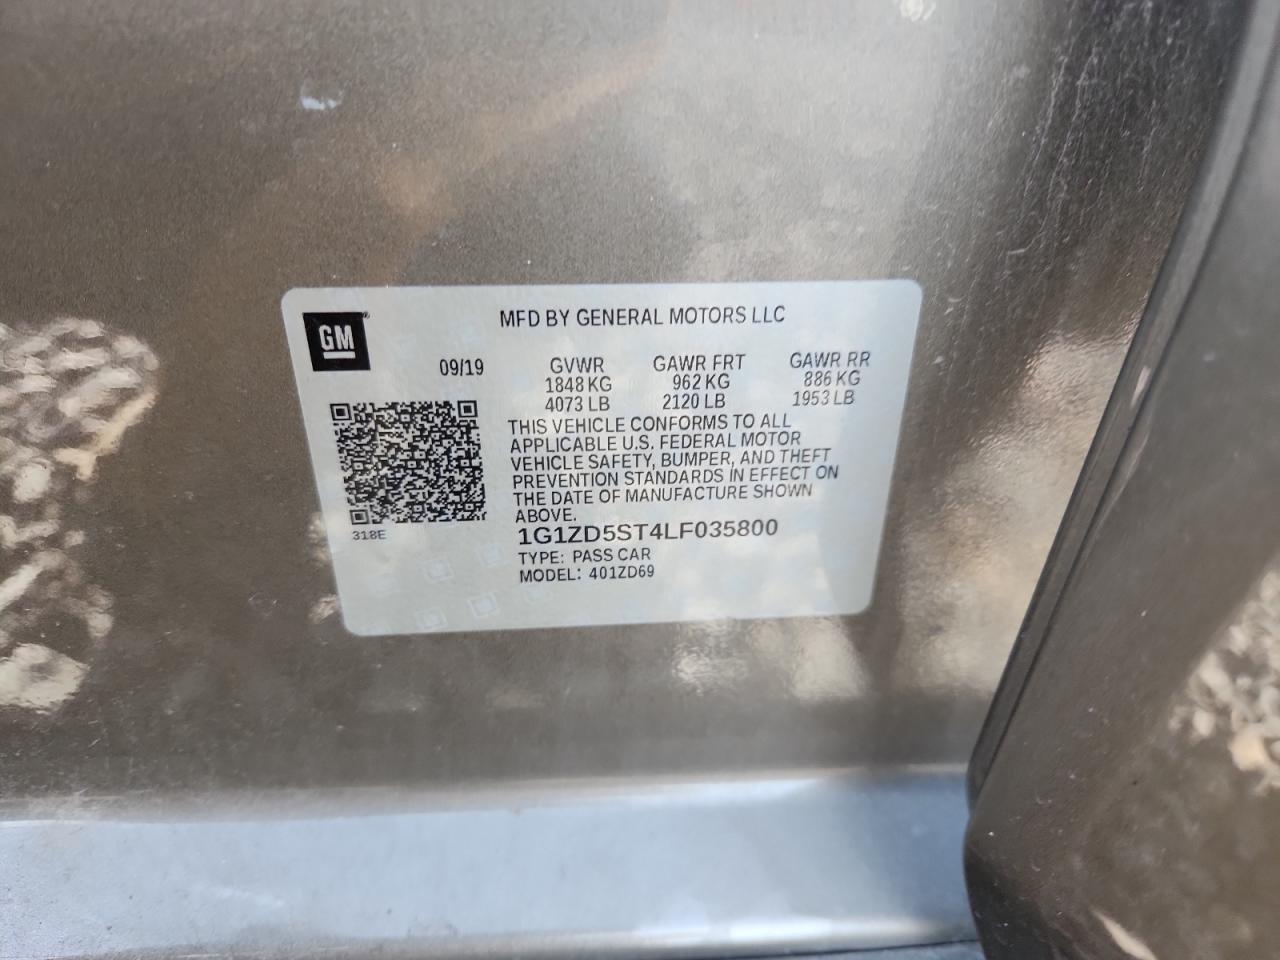 GM
MFD BY GENERAL MOTORS LLC
09/19 GVWR GAWR FRT GAWR RR
1848 KG 962 KG 886 KG
4073 LB 2120 LB 1953 LB
THIS VEHICLE CONFORMS TO ALL
APPLICABLE U.S. FEDERAL MOTOR
VEHICLE SAFETY, BUMPER, AND THEFT
PREVENTION STANDARDS IN EFFECT ON
THE DATE OF MANUFACTURE SHOWN
ABOVE.
318E
1G1ZD5ST4LF035800
TYPE: PASS CAR
MODEL: 401ZD69